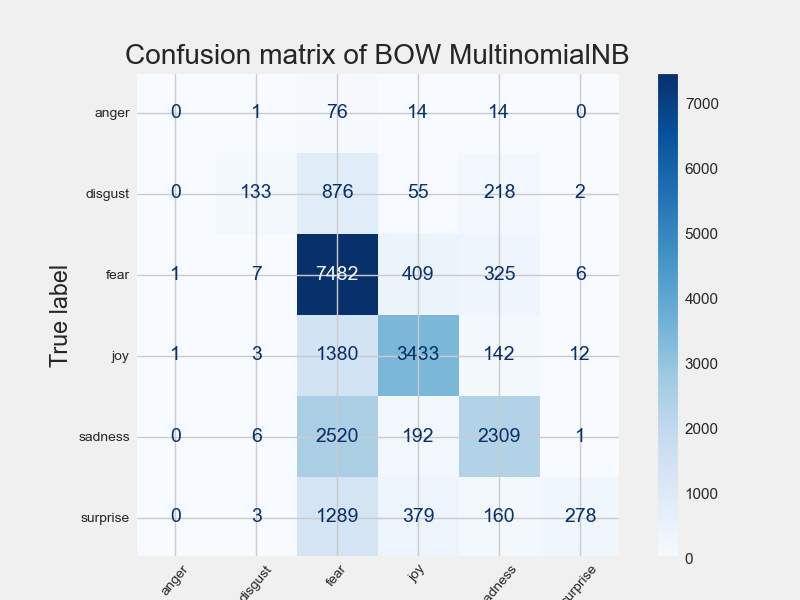 Confusion matrix of BOW MultinomialNB
anger 0 1 76 14 14 0
disgust 0 133 876 55 218 2
fear 1 7 7482 409 325 6
joy 1 3 1380 3433 142 12
sadness 0 6 2520 192 2309 1
surprise 0 3 1289 379 160 278
True label
anger disgust fear joy adness urprise
7000
6000
5000
4000
3000
2000
1000
0